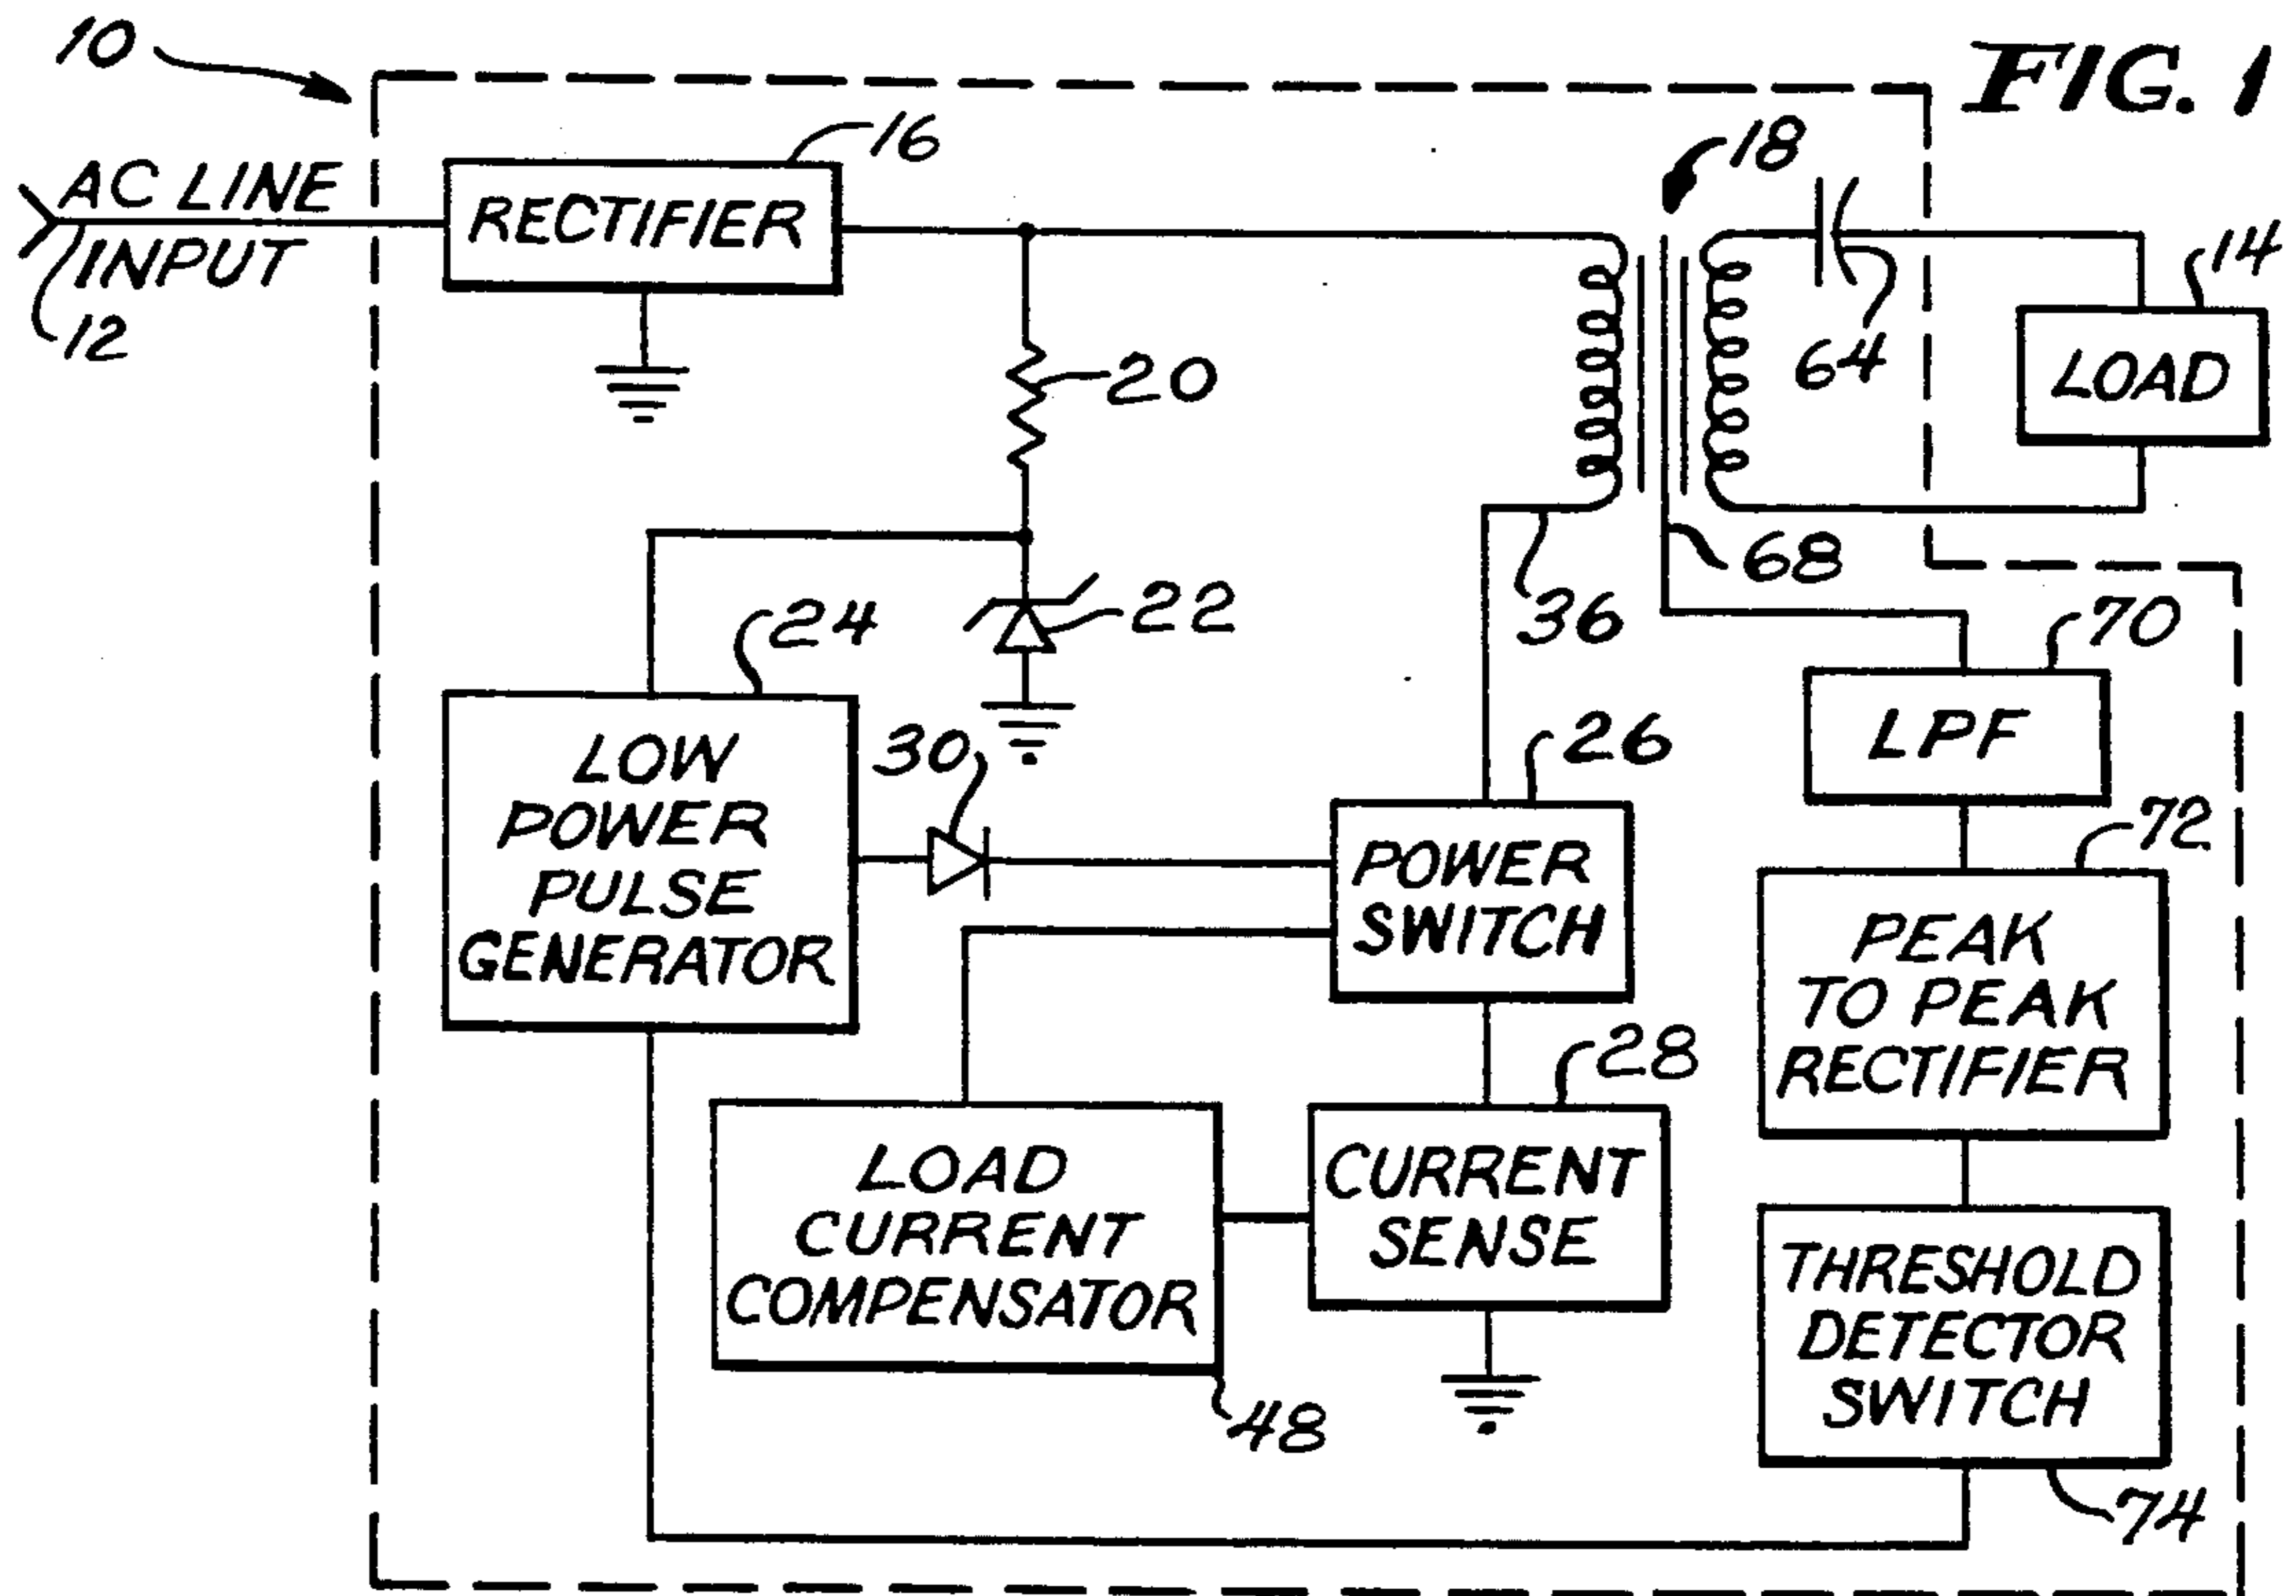 10
FIG. 1
16
18
AC LINE
INPUT
12
RECTIFIER
14
64
LOAD
20
68
36
22
24
70
LPF
30
26
LOW
POWER
PULSE
GENERATOR
72
POWER
SWITCH
PEAK
TO PEAK
RECTIFIER
28
LOAD
CURRENT
COMPENSATOR
CURRENT
SENSE
THRESHOLD
DETECTOR
SWITCH
48
74